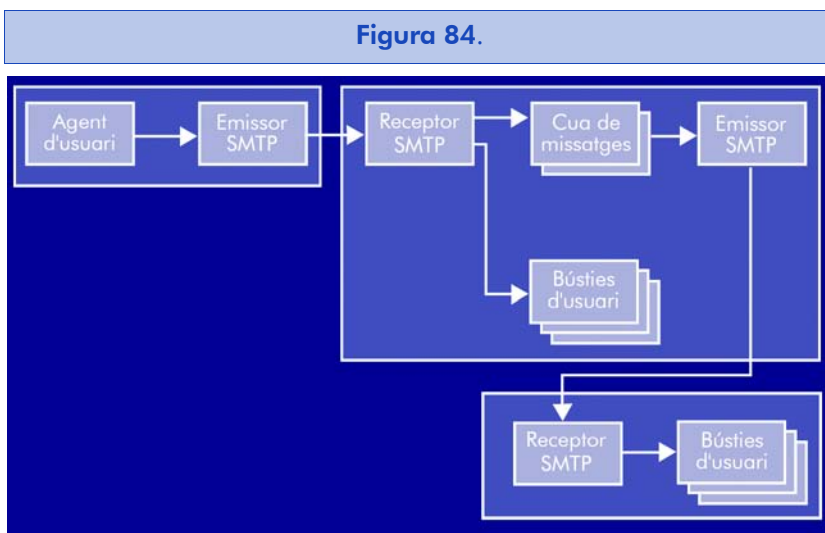 Figura 84.
Agent
d'usuari
Emissor
SMTP
Receptor
SMTP
Cua de
missatges
Emissor
SMTP
Bústies
d'usuari
Receptor
SMTP
Bústies
d'usuari